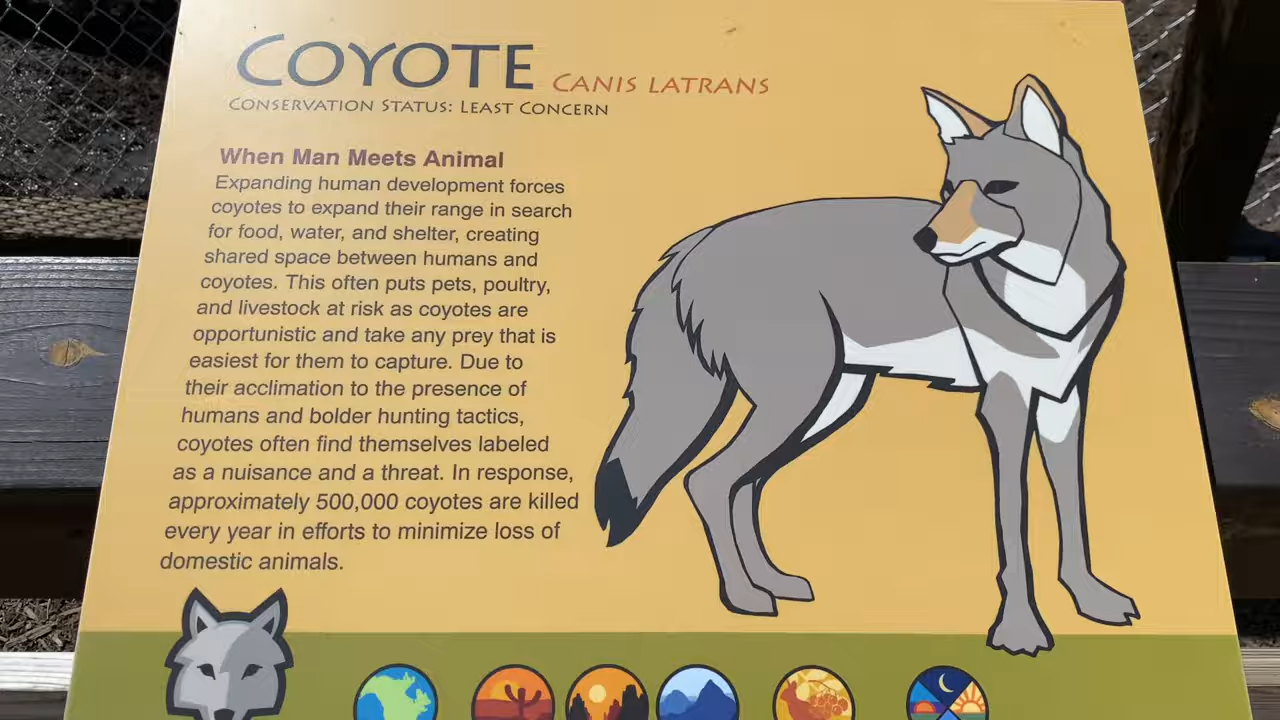 COYOTE CANIS LATRANS
CONSERVATION STATUS: LEAST CONCERN
When Man Meets Animal
Expanding human development forces
coyotes to expand their range in search
for food, water, and shelter, creating
shared space between humans and
coyotes. This often puts pets, poultry,
and livestock at risk as coyotes are
opportunistic and take any prey that is
easiest for them to capture. Due to
their acclimation to the presence of
humans and bolder hunting tactics,
coyotes often find themselves labeled
as a nuisance and a threat. In response,
approximately 500,000 coyotes are killed
every year in efforts to minimize loss of
domestic animals.